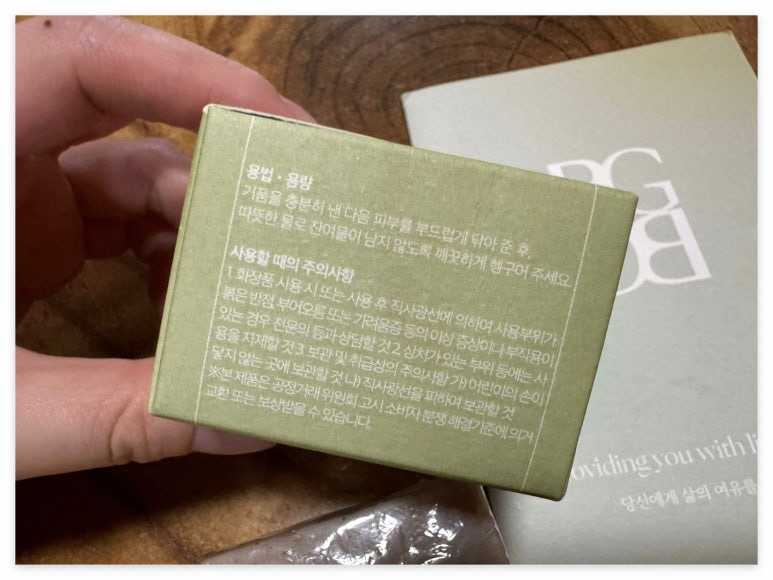 용법 · 용량
거품을 충분히 낸 다음 피부를 부드럽게 닦아 준 후,
따뜻한 물로 잔여물이 남지 않도록 깨끗하게 헹구어 주세요.
사용할 때의 주의사항
1. 화장품 사용 시 또는 사용 후 직사광선에 의하여 사용부위가
붉은 반점, 부어오름 또는 가려움증 등의 이상 증상이나 부작용이
있는 경우 전문의 등과 상담할 것 2. 상처가 있는 부위 등에는 사
용을 자제할 것 3. 보관 및 취급상의 주의사항 가) 어린이의 손이
닿지 않는 곳에 보관할 것 나) 직사광선을 피하여 보관할 것
※본 제품은 공정거래 위원회 고시 소비자 분쟁 해결기준에 의거
교환 또는 보상받을 수 있습니다.
you with
당신에게 삶의 여유를